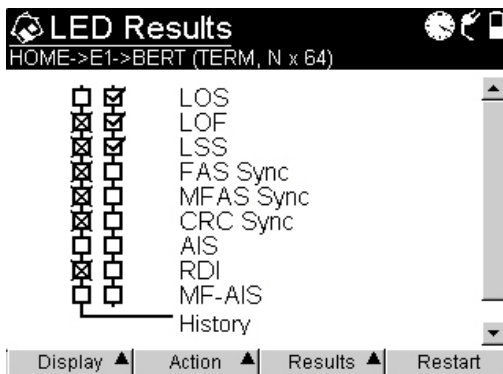 LED Results
HOME->E1->BERT (TERM, N x 64)
LOS
LOF
LSS
FAS Sync
MFAS Sync
CRC Sync
AIS
RDI
MF-AIS
History
Display Action Results Restart